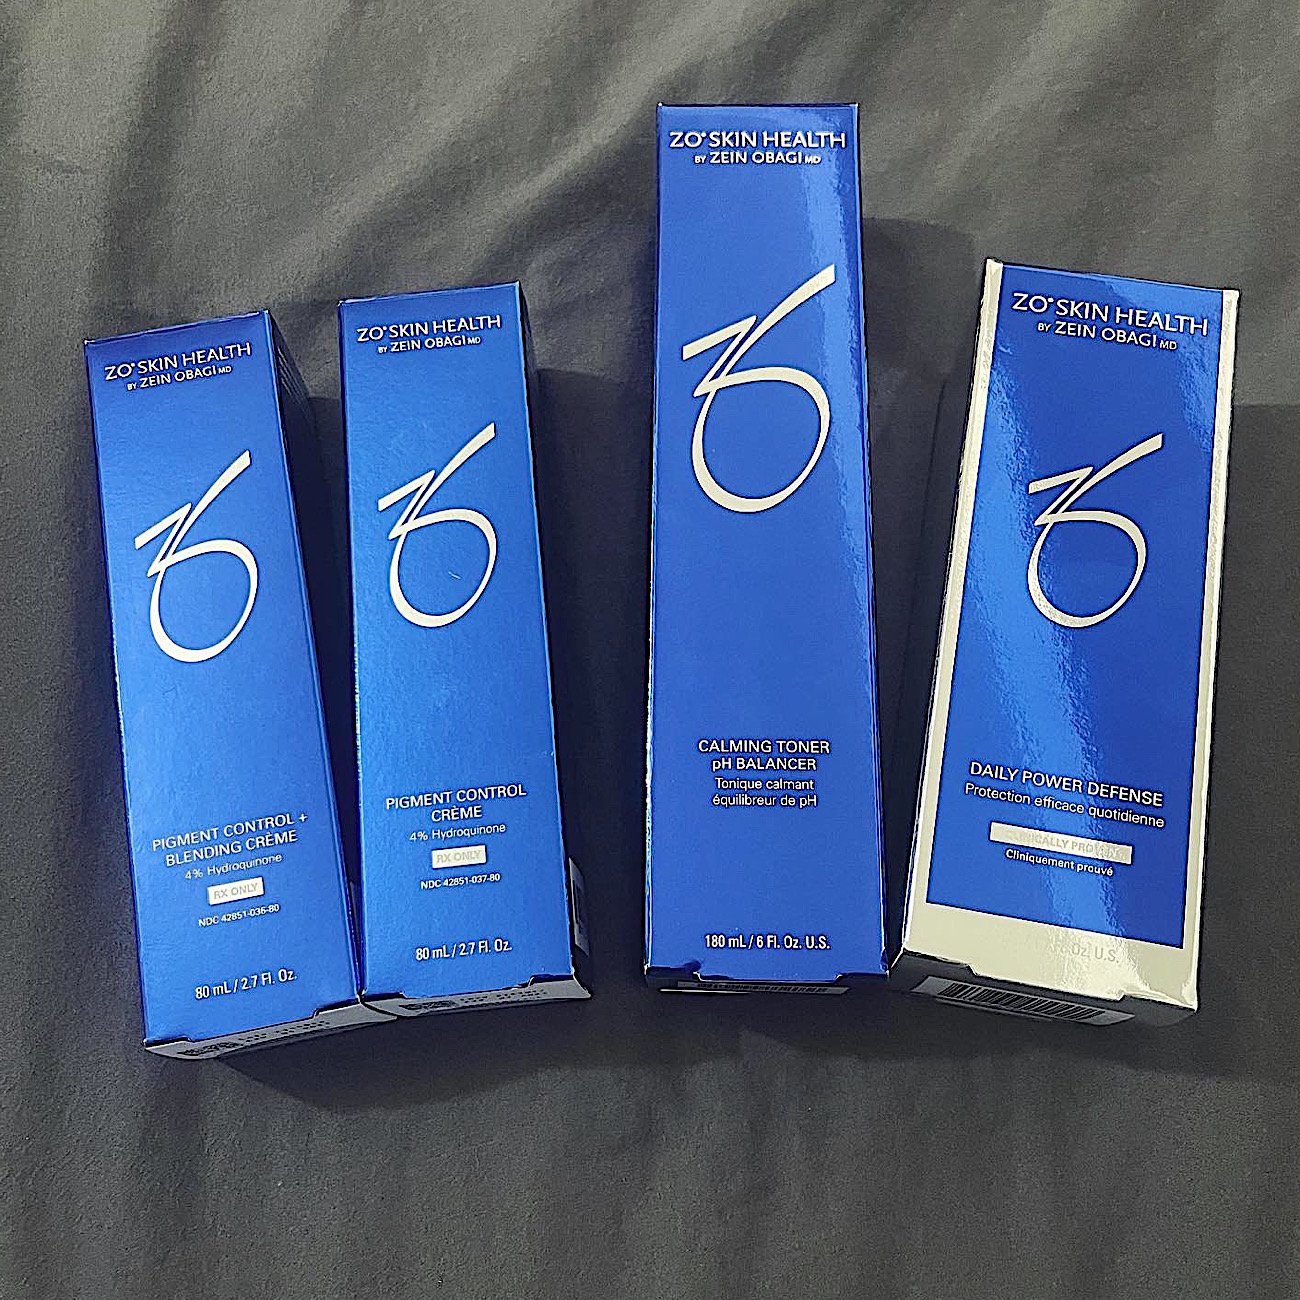 ZO® SKIN HEALTH
BY ZEIN OBAGI MD
PIGMENT CONTROL +
BLENDING CRÈME
4% Hydroquinone
RX ONLY
NDC 42851-036-80
80 mL / 2.7 Fl. Oz.
ZO® SKIN HEALTH
BY ZEIN OBAGI MD
PIGMENT CONTROL
CRÈME
4% Hydroquinone
RX ONLY
NDC 42851-037-80
80 mL / 2.7 Fl. Oz.
ZO® SKIN HEALTH
BY ZEIN OBAGI MD
CALMING TONER
pH BALANCER
Tonique calmant
équilibreur de pH
180 mL / 6 Fl. Oz. U.S.
ZO® SKIN HEALTH
BY ZEIN OBAGI MD
DAILY POWER DEFENSE
Protection efficace quotidienne
CLINICALLY PROVEN
Cliniquement prouvé
Oz. U.S.